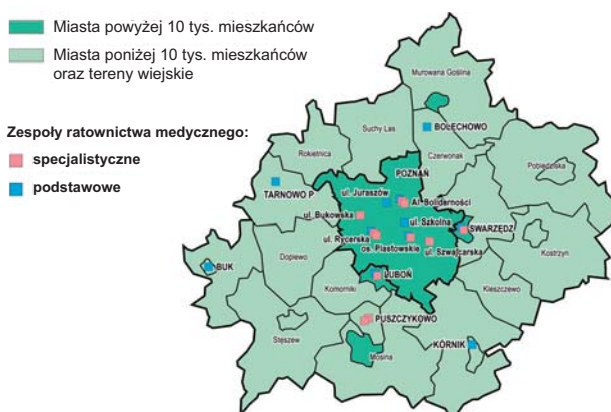 Miasta powyżej 10 tys. mieszkańców
Miasta poniżej 10 tys. mieszkańców
oraz tereny wiejskie
Zespoły ratownictwa medycznego:
specjalistyczne
podstawowe
Murowana Goślina
BOLECHOWO
Suchy Las
Czerwonak
Rokietnica
Pobiedziska
POZNAŃ
TARNOWO P
ul. Juraszów
Al. Solidarności
ul. Bukowska
ul. Szkolna
SWARZĘDZ
ul. Rycerska
os. Piastowskie
ul. Szwajcarska
Kostrzyn
Dopiewo
BUK
LUBOŃ
Komorniki
Kleszczewo
PUSZCZYKOWO
Stęszew
Mosina
KÓRNIK